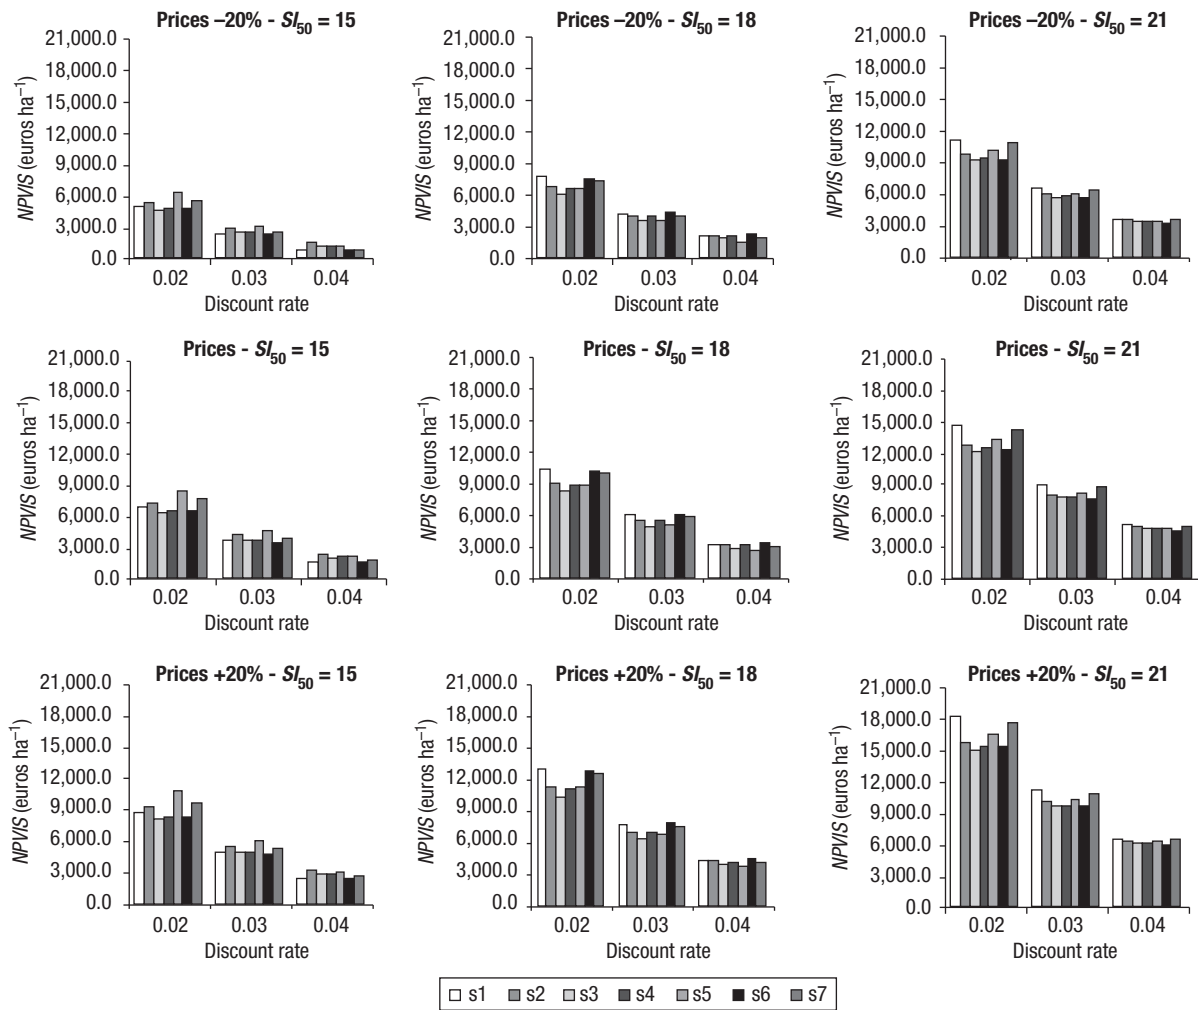 Prices –20% - SI50 = 15
21,000.0
18,000.0
15,000.0
12,000.0
9,000.0
6,000.0
3,000.0
0.0
NPVIS (euros ha–1)
0.02 0.03 0.04
Discount rate
Prices –20% - SI50 = 18
21,000.0
18,000.0
15,000.0
12,000.0
9,000.0
6,000.0
3,000.0
0.0
NPVIS (euros ha–1)
0.02 0.03 0.04
Discount rate
Prices –20% - SI50 = 21
21,000.0
18,000.0
15,000.0
12,000.0
9,000.0
6,000.0
3,000.0
0.0
NPVIS (euros ha–1)
0.02 0.03 0.04
Discount rate
Prices - SI50 = 15
21,000.0
18,000.0
15,000.0
12,000.0
9,000.0
6,000.0
3,000.0
0.0
NPVIS (euros ha–1)
0.02 0.03 0.04
Discount rate
Prices - SI50 = 18
21,000.0
18,000.0
15,000.0
12,000.0
9,000.0
6,000.0
3,000.0
0.0
NPVIS (euros ha–1)
0.02 0.03 0.04
Discount rate
Prices - SI50 = 21
21,000.0
18,000.0
15,000.0
12,000.0
9,000.0
6,000.0
3,000.0
0.0
NPVIS (euros ha–1)
0.02 0.03 0.04
Discount rate
Prices +20% - SI50 = 15
21,000.0
18,000.0
15,000.0
12,000.0
9,000.0
6,000.0
3,000.0
0.0
NPVIS (euros ha–1)
0.02 0.03 0.04
Discount rate
Prices +20% - SI50 = 18
21,000.0
18,000.0
15,000.0
12,000.0
9,000.0
6,000.0
3,000.0
0.0
NPVIS (euros ha–1)
0.02 0.03 0.04
Discount rate
Prices +20% - SI50 = 21
21,000.0
18,000.0
15,000.0
12,000.0
9,000.0
6,000.0
3,000.0
0.0
NPVIS (euros ha–1)
0.02 0.03 0.04
Discount rate
s1 s2 s3 s4 s5 s6 s7